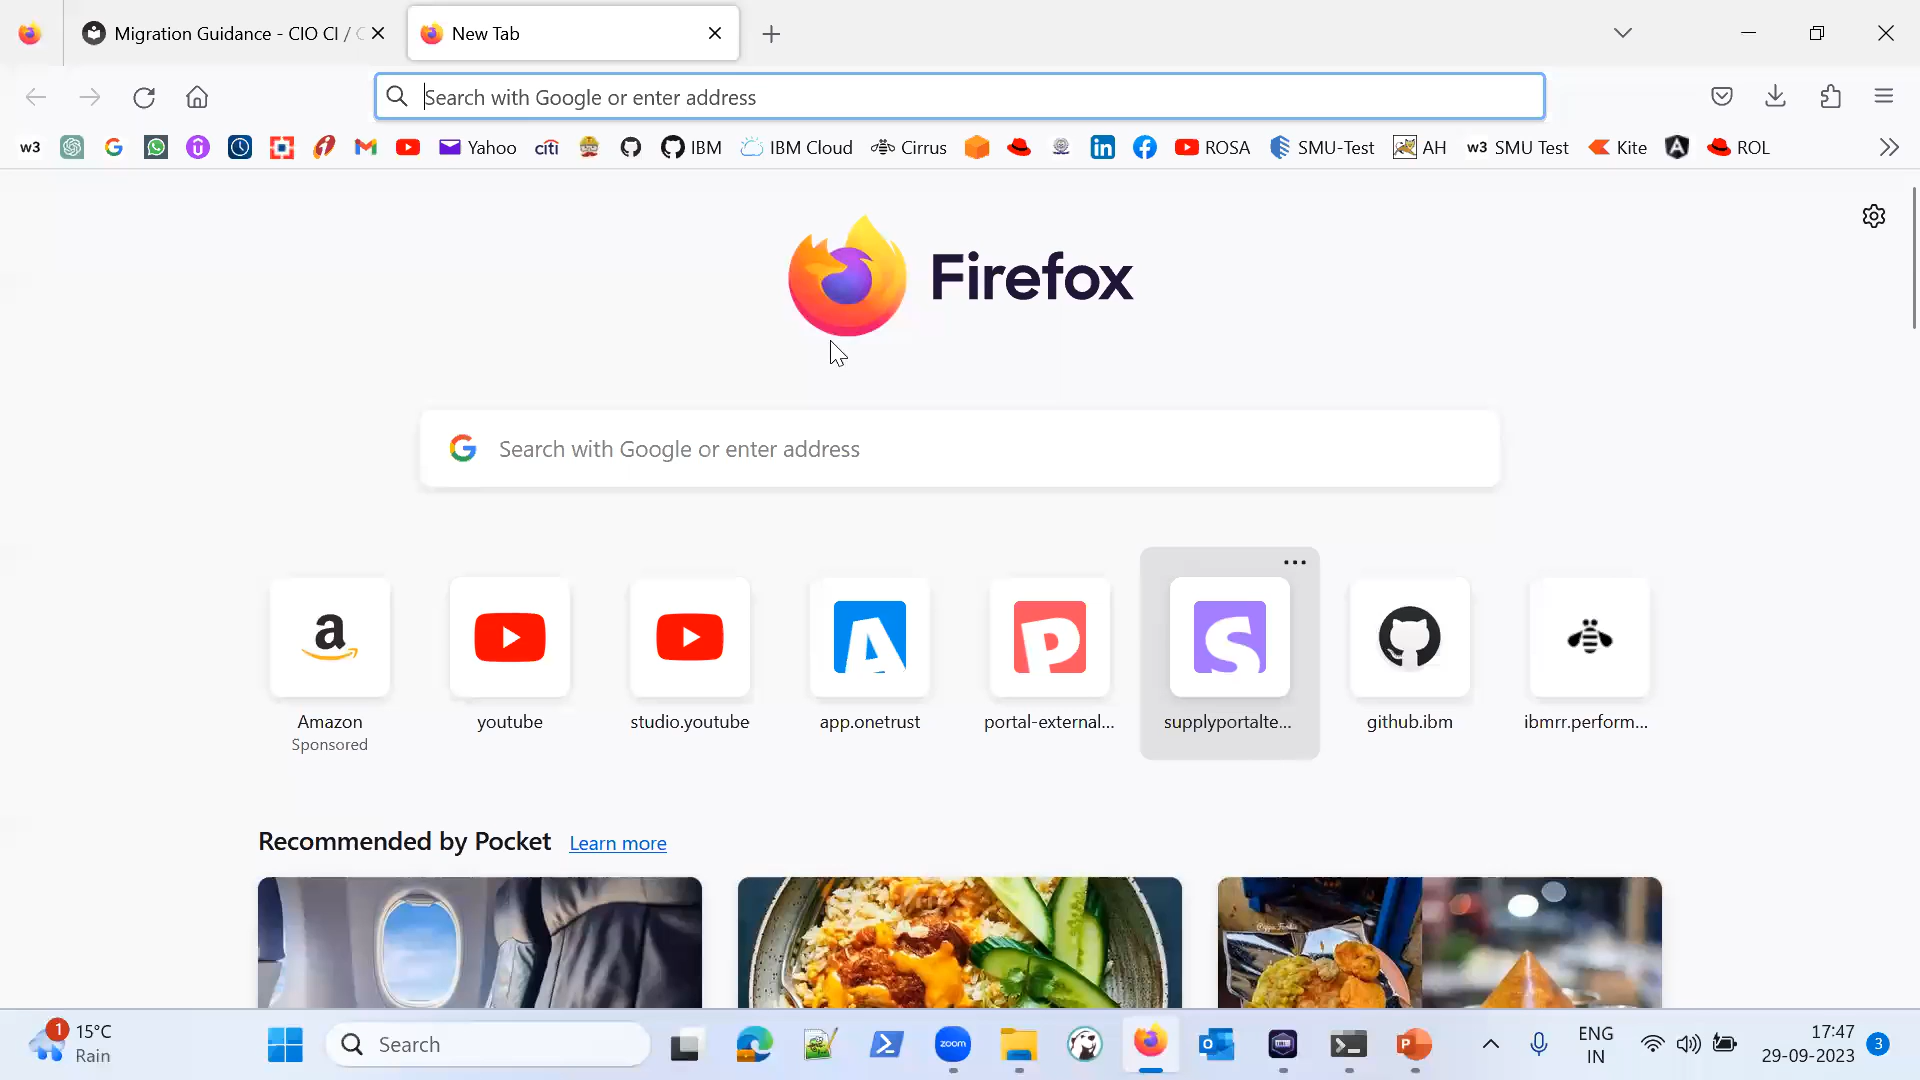 Migration Guidance - CIO CI /
New Tab
Search with Google or enter address
w3
Yahoo
citi
IBM
IBM Cloud
Cirrus
ROSA
SMU-Test
AH
w3 SMU Test
Kite
ROL
Firefox
Search with Google or enter address
Amazon
Sponsored
youtube
studio.youtube
app.onetrust
portal-external...
supplyportalte...
github.ibm
ibmrr.perform...
Recommended by Pocket Learn more
1
15°C
Rain
Search
zoom
ENG
IN
17:47
29-09-2023
3